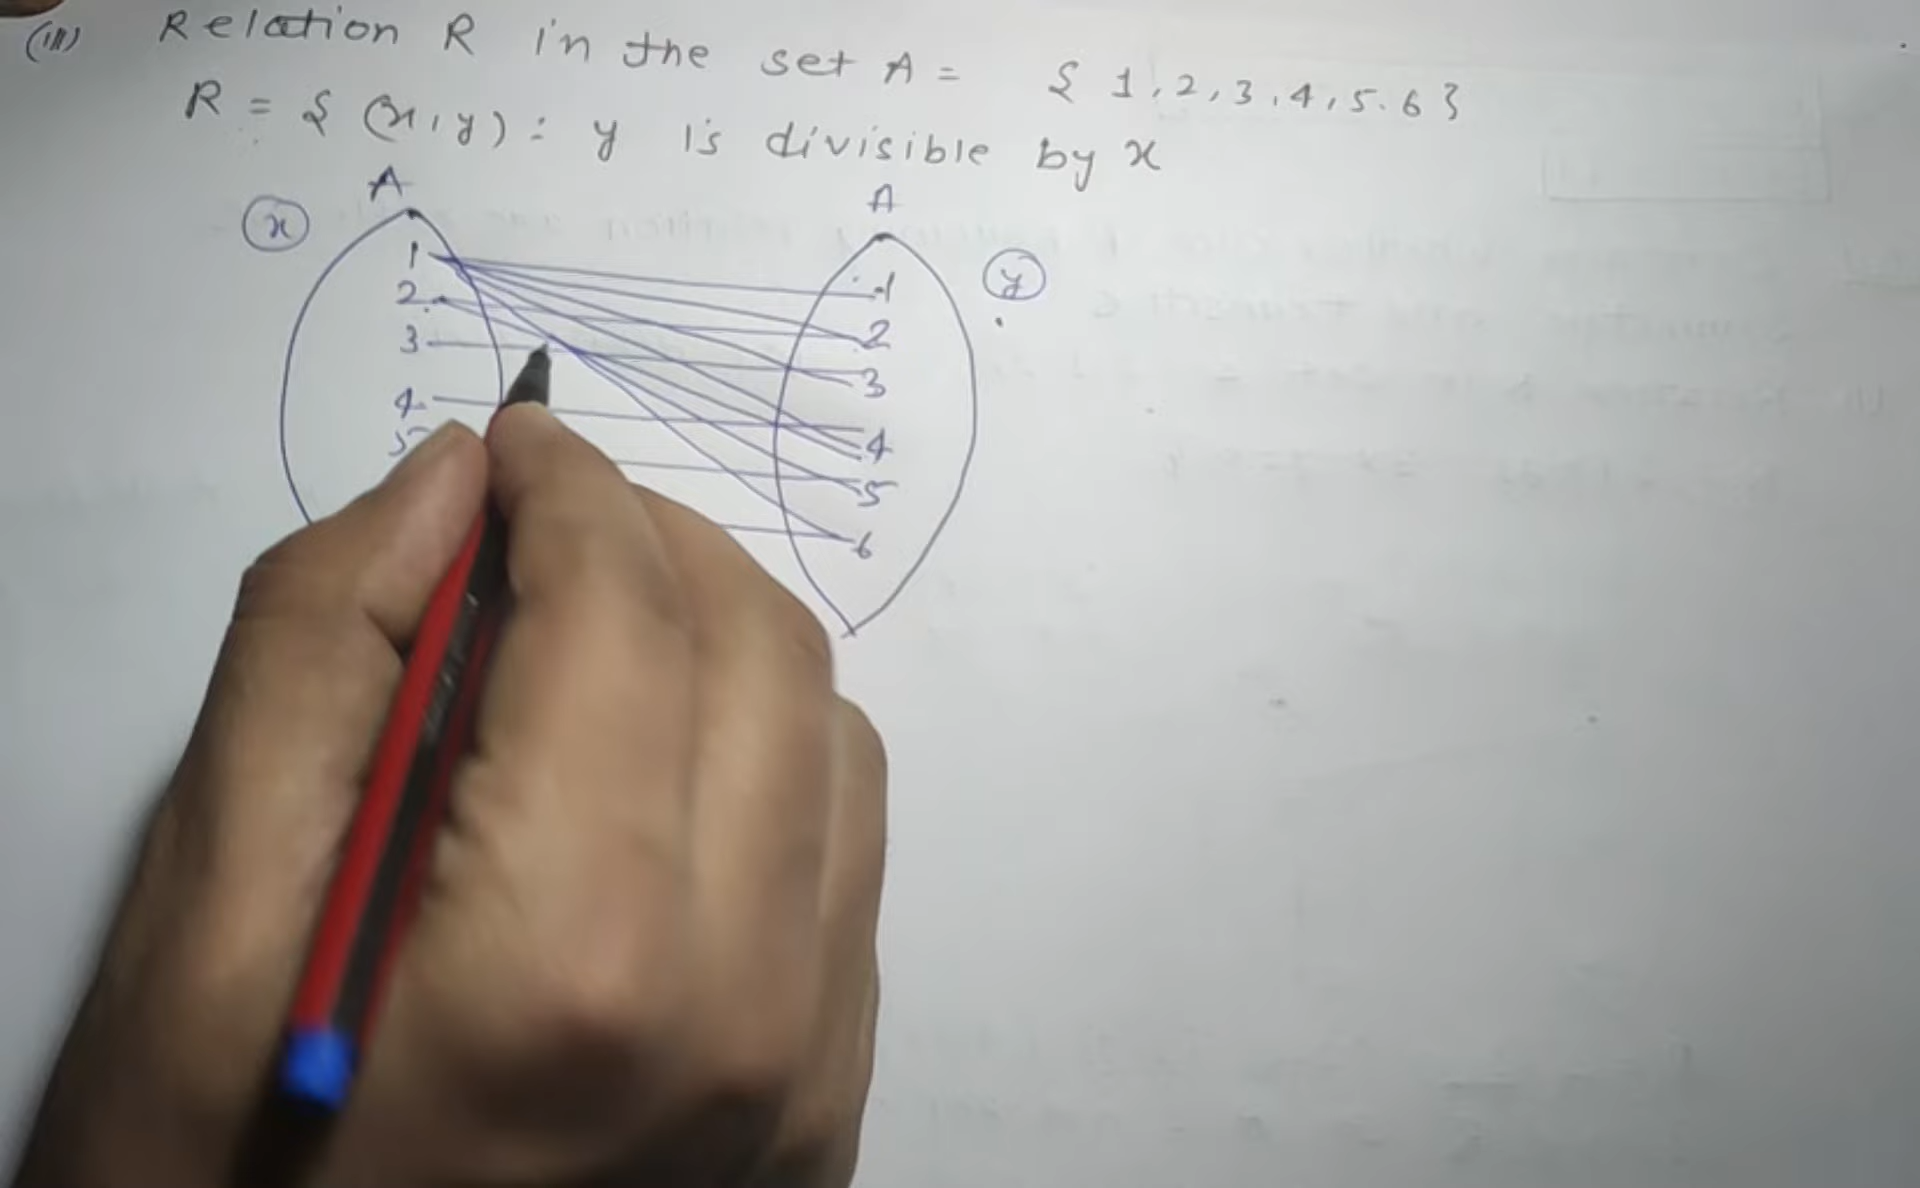 (iii) Relation R in the set A = { 1, 2, 3, 4, 5. 6 }
R = { (x, y) : y is divisible by x
A A
x y
1 1
2 2
3 3
4 4
5 5
6